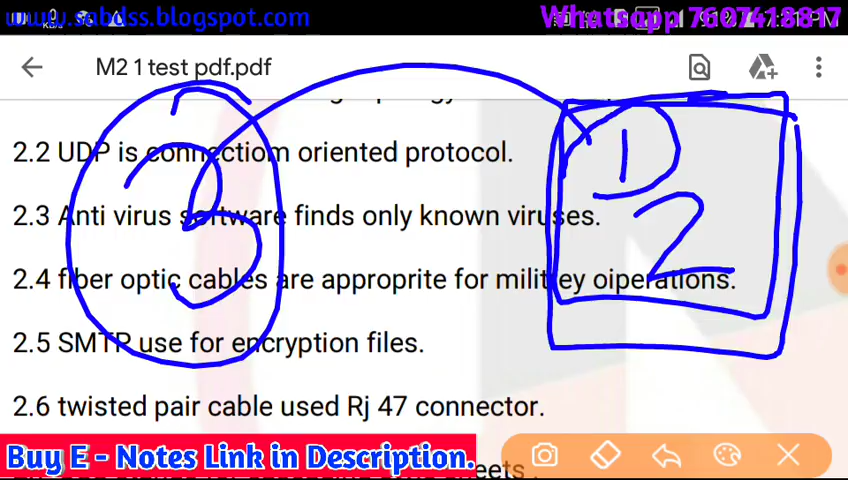 www.sabdss.blogspot.com
Whatsapp 7607418817
M2 1 test pdf.pdf
2.2 UDP is connectiom oriented protocol.
2.3 Anti virus software finds only known viruses.
2.4 fiber optic cables are approprite for militrey oiperations.
2.5 SMTP use for encryption files.
2.6 twisted pair cable used Rj 47 connector.
3
1
2
Buy E - Notes Link in Description.